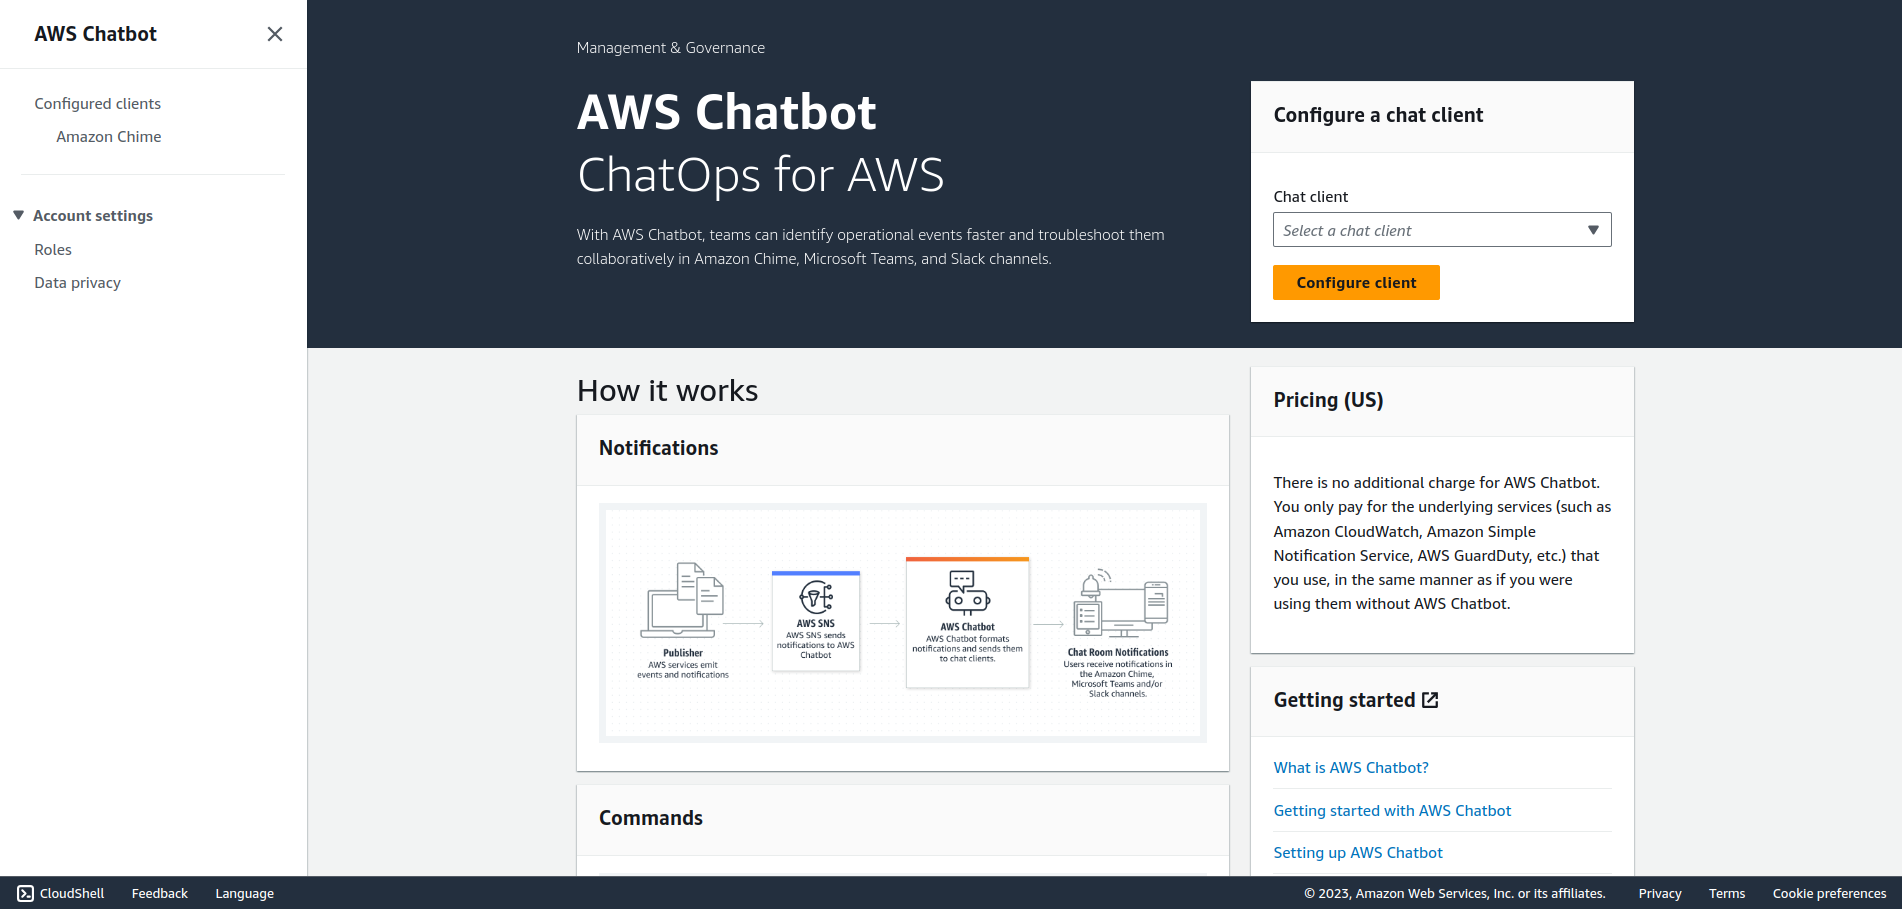 AWS Chatbot
Configured clients
Amazon Chime
Account settings
Roles
Data privacy
Management & Governance
AWS Chatbot
ChatOps for AWS
With AWS Chatbot, teams can identify operational events faster and troubleshoot them
collaboratively in Amazon Chime, Microsoft Teams, and Slack channels.
Configure a chat client
Chat client
Select a chat client
Configure client
How it works
Notifications
Publisher
AWS services emit
events and notifications
AWS SNS
AWS SNS sends
notifications to AWS
Chatbot
AWS Chatbot
AWS Chatbot formats
notifications and sends them
to chat clients.
Chat Room Notifications
Users receive notifications in
the Amazon Chime,
Microsoft Teams and/or
Slack channels.
Commands
Pricing (US)
There is no additional charge for AWS Chatbot.
You only pay for the underlying services (such as
Amazon CloudWatch, Amazon Simple
Notification Service, AWS GuardDuty, etc.) that
you use, in the same manner as if you were
using them without AWS Chatbot.
Getting started
What is AWS Chatbot?
Getting started with AWS Chatbot
Setting up AWS Chatbot
CloudShell
Feedback
Language
© 2023, Amazon Web Services, Inc. or its affiliates.
Privacy
Terms
Cookie preferences